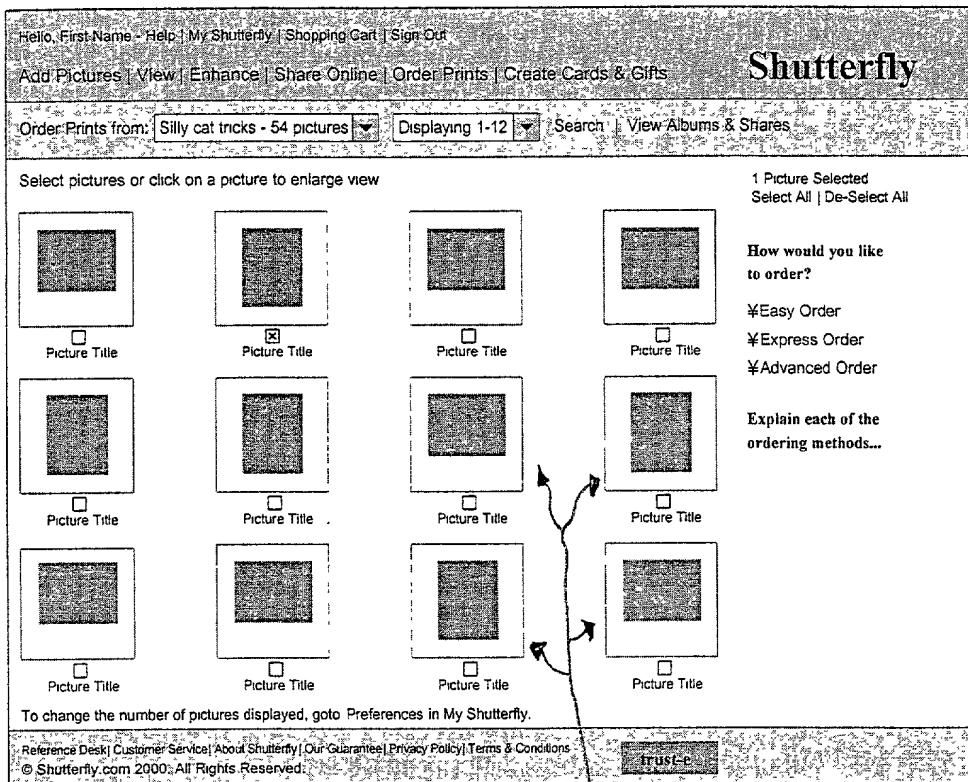 Hello, First Name - Help | My Shutterfly | Shopping Cart | Sign Out
Add Pictures | View | Enhance | Share Online | Order Prints | Create Cards & Gifts
Shutterfly
Order Prints from: Silly cat tricks - 54 pictures Displaying 1-12 Search | View Albums & Shares
Select pictures or click on a picture to enlarge view
1 Picture Selected
Select All | De-Select All
Picture Title Picture Title Picture Title Picture Title
Picture Title Picture Title Picture Title Picture Title
Picture Title Picture Title Picture Title Picture Title
How would you like
to order?
¥Easy Order
¥Express Order
¥Advanced Order
Explain each of the
ordering methods...
To change the number of pictures displayed, goto Preferences in My Shutterfly.
Reference Desk| Customer Service| About Shutterfly| Our Guarantee| Privacy Policy| Terms & Conditions
© Shutterfly.com 2000. All Rights Reserved.
trust-e